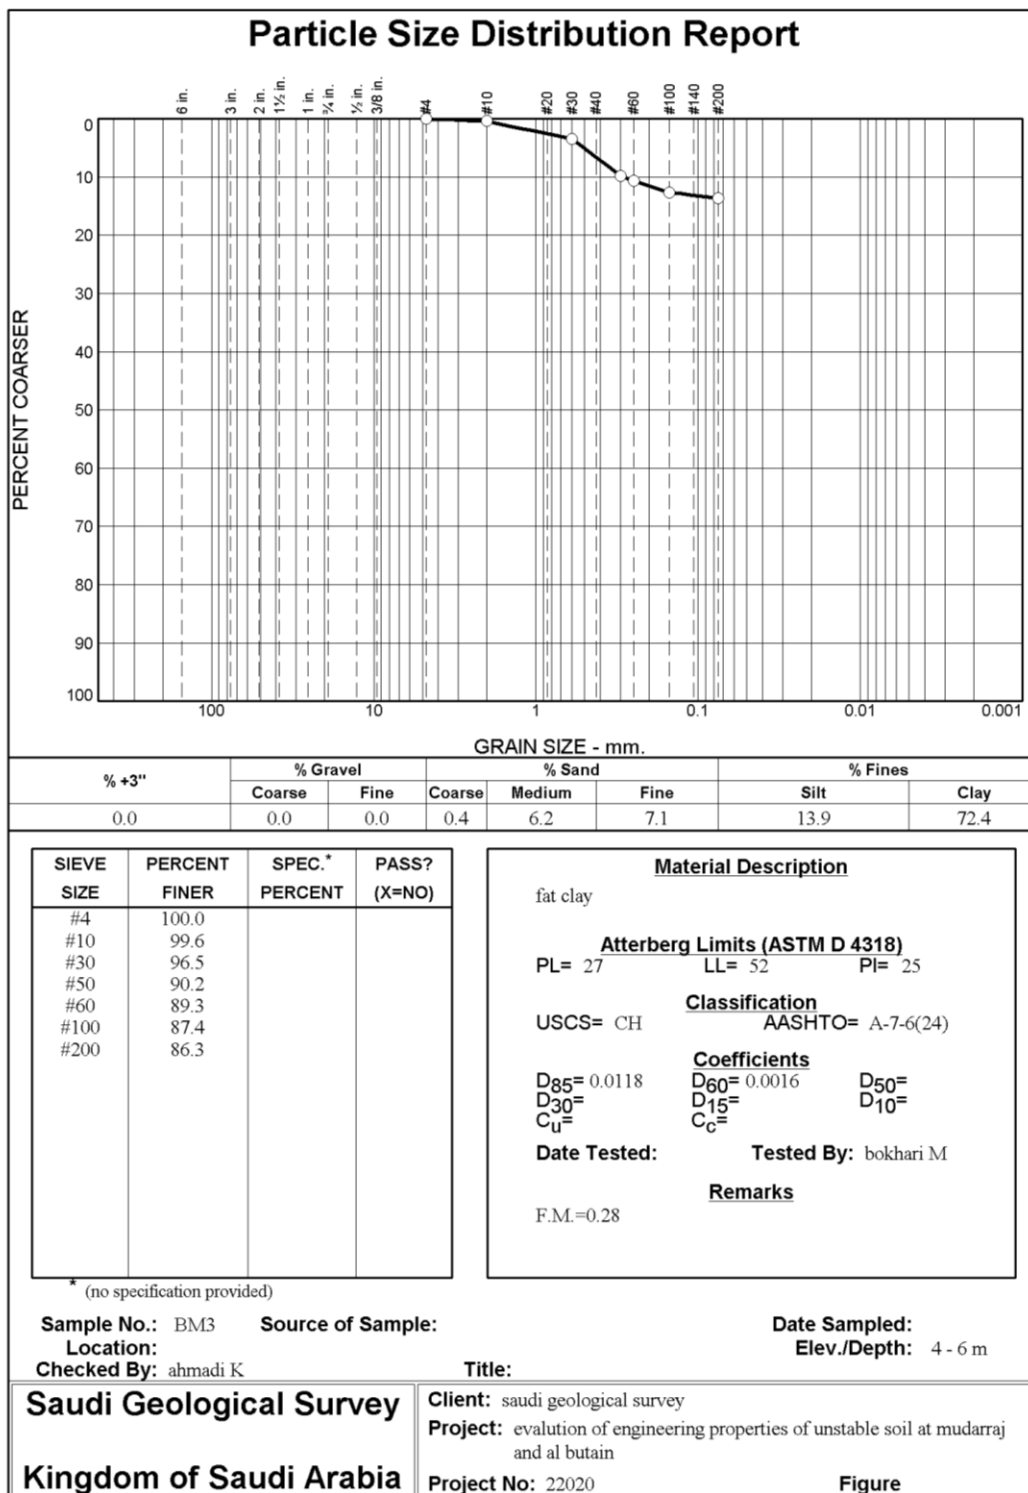 Particle Size Distribution Report
6 in. 3 in. 2 in. 1½ in. 1 in. ¾ in. ½ in. 3/8 in. #4 #10 #20 #30 #40 #60 #100 #140 #200
0
10
20
30
40
50
60
70
80
90
100
PERCENT COARSER
100 10 1 0.1 0.01 0.001
GRAIN SIZE - mm.
% +3" % Gravel % Sand % Fines
Coarse Fine Coarse Medium Fine Silt Clay
0.0 0.0 0.0 0.4 6.2 7.1 13.9 72.4
SIEVE PERCENT SPEC.* PASS?
SIZE FINER PERCENT (X=NO)
#4 100.0
#10 99.6
#30 96.5
#50 90.2
#60 89.3
#100 87.4
#200 86.3
* (no specification provided)
Material Description
fat clay
Atterberg Limits (ASTM D 4318)
PL= 27 LL= 52 PI= 25
Classification
USCS= CH AASHTO= A-7-6(24)
Coefficients
D85= 0.0118 D60= 0.0016 D50=
D30= D15= D10=
Cu= Cc=
Date Tested: Tested By: bokhari M
Remarks
F.M.=0.28
Sample No.: BM3 Source of Sample: Date Sampled:
Location: Elev./Depth: 4 - 6 m
Checked By: ahmadi K Title:
Saudi Geological Survey
Kingdom of Saudi Arabia
Client: saudi geological survey
Project: evalution of engineering properties of unstable soil at mudarraj
and al butain
Project No: 22020 Figure